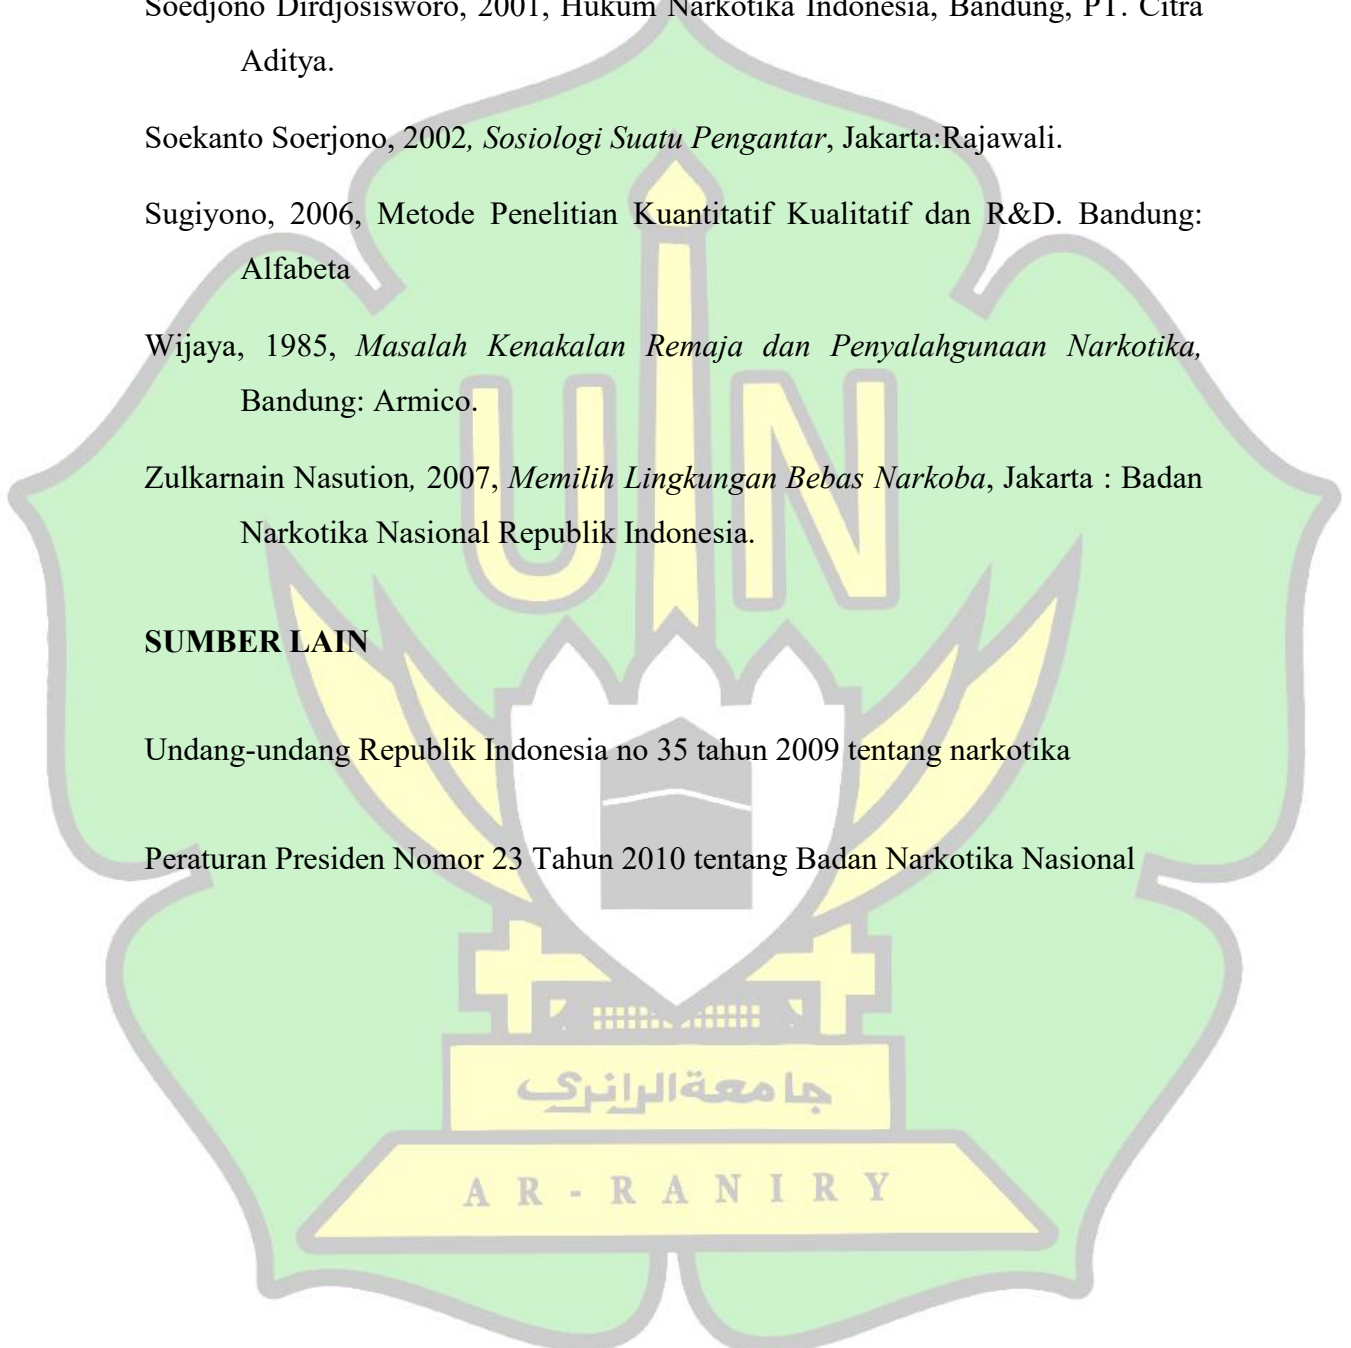 Soedjono Dirdjosisworo, 2001, Hukum Narkotika Indonesia, Bandung, PT. Citra
Aditya.
Soekanto Soerjono, 2002, Sosiologi Suatu Pengantar, Jakarta:Rajawali.
Sugiyono, 2006, Metode Penelitian Kuantitatif Kualitatif dan R&D. Bandung:
Alfabeta
Wijaya, 1985, Masalah Kenakalan Remaja dan Penyalahgunaan Narkotika,
Bandung: Armico.
Zulkarnain Nasution, 2007, Memilih Lingkungan Bebas Narkoba, Jakarta : Badan
Narkotika Nasional Republik Indonesia.
SUMBER LAIN
Undang-undang Republik Indonesia no 35 tahun 2009 tentang narkotika
Peraturan Presiden Nomor 23 Tahun 2010 tentang Badan Narkotika Nasional
UIN
جامعةالرانري
AR-RANIRY